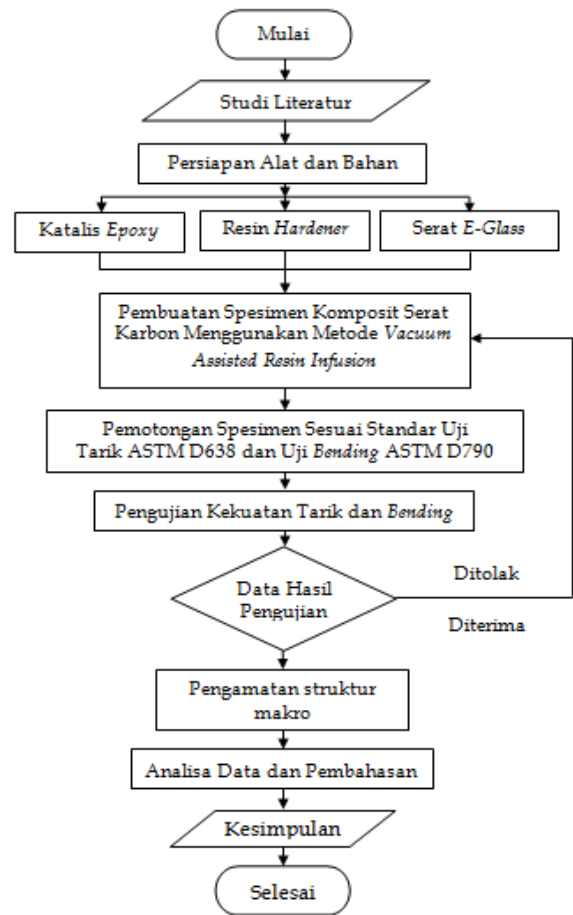 Mulai
Studi Literatur
Persiapan Alat dan Bahan
Katalis Epoxy
Resin Hardener
Serat E-Glass
Pembuatan Spesimen Komposit Serat
Karbon Menggunakan Metode Vacuum
Assisted Resin Infusion
Pemotongan Spesimen Sesuai Standar Uji
Tarik ASTM D638 dan Uji Bending ASTM D790
Pengujian Kekuatan Tarik dan Bending
Data Hasil
Pengujian
Ditolak
Diterima
Pengamatan struktur
makro
Analisa Data dan Pembahasan
Kesimpulan
Selesai